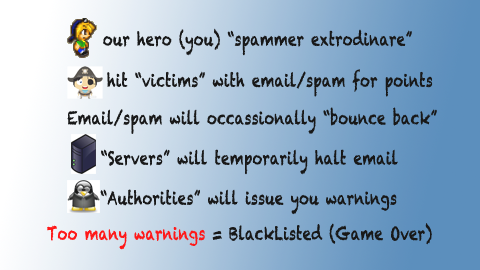 our hero (you) "spammer extrodinare"
hit "victims" with email/spam for points
Email/spam will occassionally "bounce back"
"Servers" will temporarily halt email
"Authorities" will issue you warnings
Too many warnings = BlackListed (Game Over)